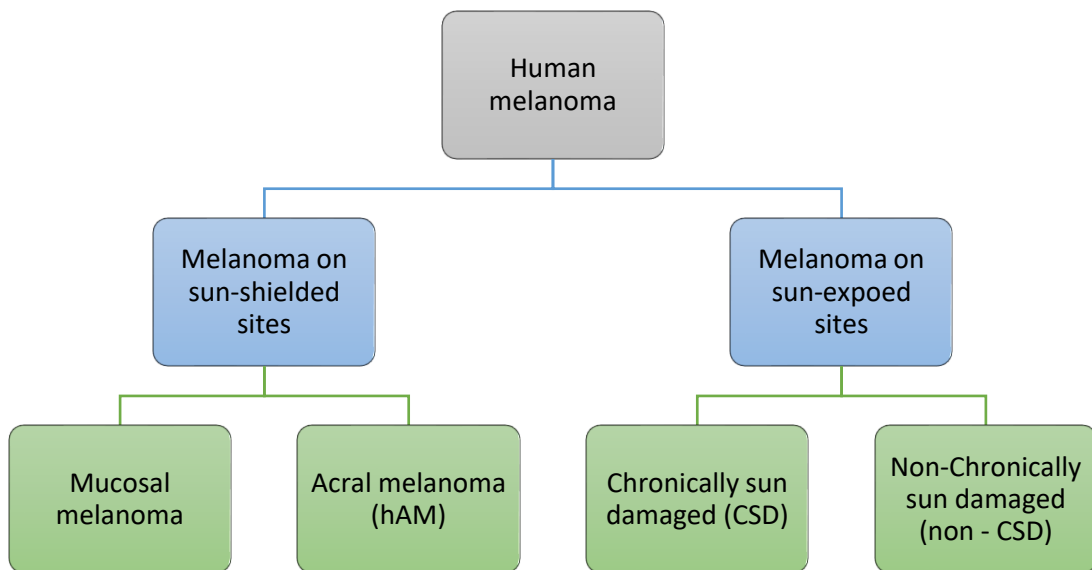 Human
melanoma
Melanoma on
sun-shielded
sites
Melanoma on
sun-expoed
sites
Mucosal
melanoma
Acral melanoma
(hAM)
Chronically sun
damaged (CSD)
Non-Chronically
sun damaged
(non - CSD)